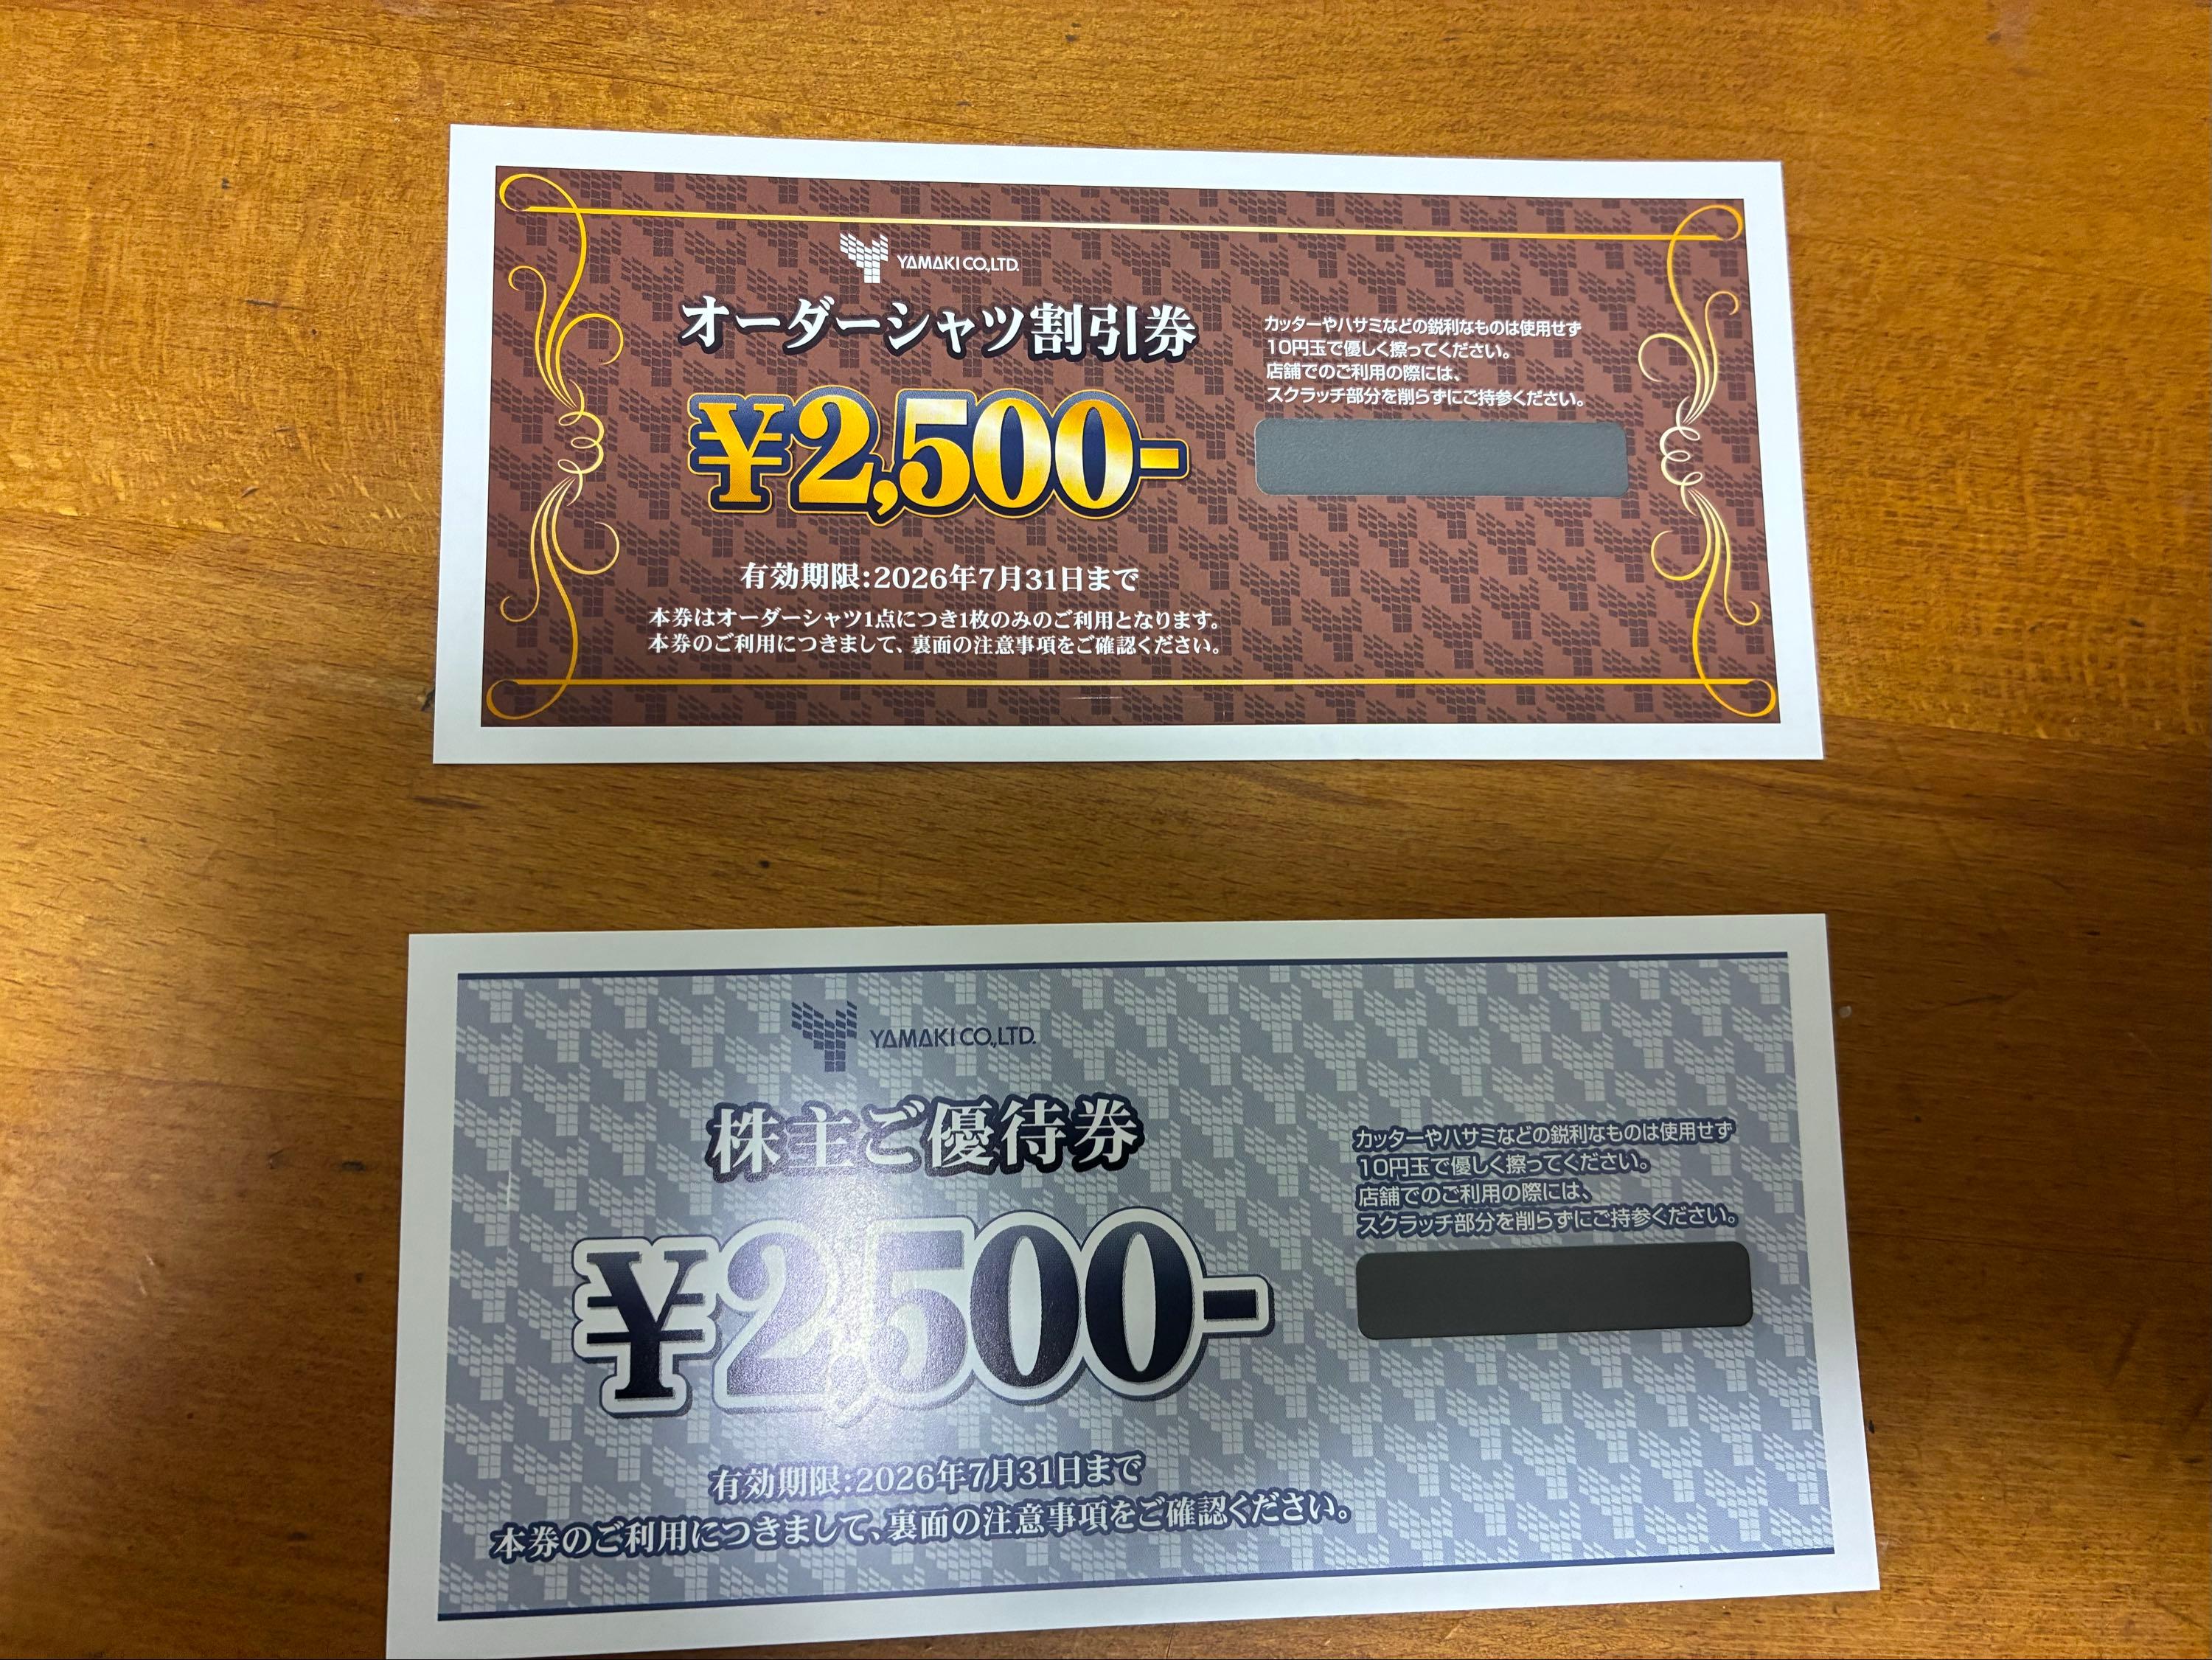 YAMAKI CO.,LTD.
オーダーシャツ割引券
¥2,500-
有効期限:2026年7月31日まで
本券はオーダーシャツ1点につき1枚のみのご利用となります。
本券のご利用につきまして、裏面の注意事項をご確認ください。
カッターやハサミなどの鋭利なものは使用せず
10円玉で優しく擦ってください。
店舗でのご利用の際には、
スクラッチ部分を削らずにご持参ください。
YAMAKI CO.,LTD.
株主ご優待券
¥2,500-
有効期限:2026年7月31日まで
本券のご利用につきまして、裏面の注意事項をご確認ください。
カッターやハサミなどの鋭利なものは使用せず
10円玉で優しく擦ってください。
店舗でのご利用の際には、
スクラッチ部分を削らずにご持参ください。